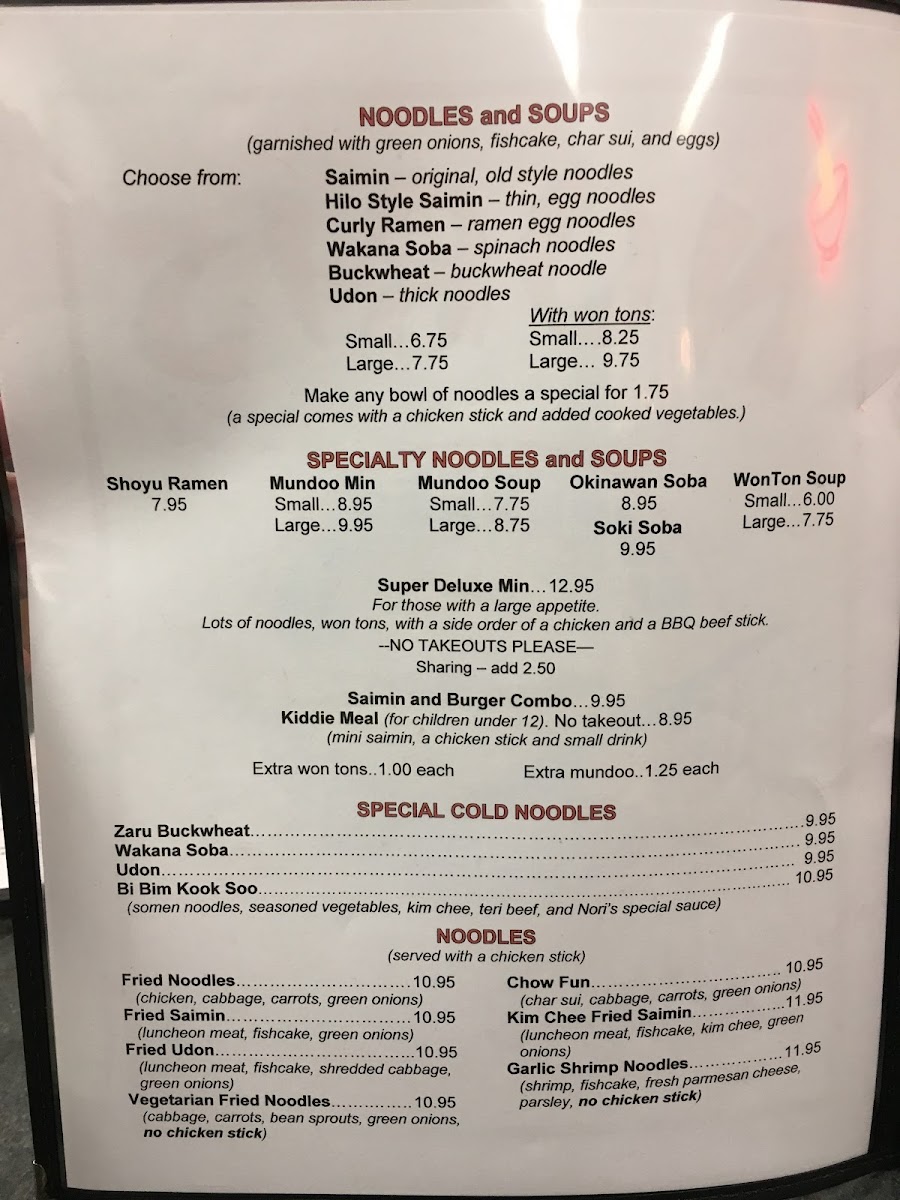 NOODLES and SOUPS
(garnished with green onions, fishcake, char sui, and eggs)
Choose from:
Saimin – original, old style noodles
Hilo Style Saimin – thin, egg noodles
Curly Ramen – ramen egg noodles
Wakana Soba – spinach noodles
Buckwheat – buckwheat noodle
Udon – thick noodles
With won tons:
Small...6.75 Small....8.25
Large...7.75 Large... 9.75
Make any bowl of noodles a special for 1.75
(a special comes with a chicken stick and added cooked vegetables.)
SPECIALTY NOODLES and SOUPS
Shoyu Ramen Mundoo Min Mundoo Soup Okinawan Soba WonTon Soup
7.95 Small...8.95 Small...7.75 8.95 Small...6.00
Large...9.95 Large...8.75 Soki Soba Large...7.75
9.95
Super Deluxe Min...12.95
For those with a large appetite.
Lots of noodles, won tons, with a side order of a chicken and a BBQ beef stick.
--NO TAKEOUTS PLEASE—
Sharing – add 2.50
Saimin and Burger Combo...9.95
Kiddie Meal (for children under 12). No takeout...8.95
(mini saimin, a chicken stick and small drink)
Extra won tons..1.00 each Extra mundoo..1.25 each
SPECIAL COLD NOODLES
Zaru Buckwheat...9.95
Wakana Soba...9.95
Udon...9.95
Bi Bim Kook Soo...10.95
(somen noodles, seasoned vegetables, kim chee, teri beef, and Nori's special sauce)
NOODLES
(served with a chicken stick)
Fried Noodles...10.95
(chicken, cabbage, carrots, green onions)
Fried Saimin...10.95
(luncheon meat, fishcake, green onions)
Fried Udon...10.95
(luncheon meat, fishcake, shredded cabbage,
green onions)
Vegetarian Fried Noodles...10.95
(cabbage, carrots, bean sprouts, green onions,
no chicken stick)
Chow Fun...10.95
(char sui, cabbage, carrots, green onions)
Kim Chee Fried Saimin...11.95
(luncheon meat, fishcake, kim chee, green
onions)
Garlic Shrimp Noodles...11.95
(shrimp, fishcake, fresh parmesan cheese,
parsley, no chicken stick)